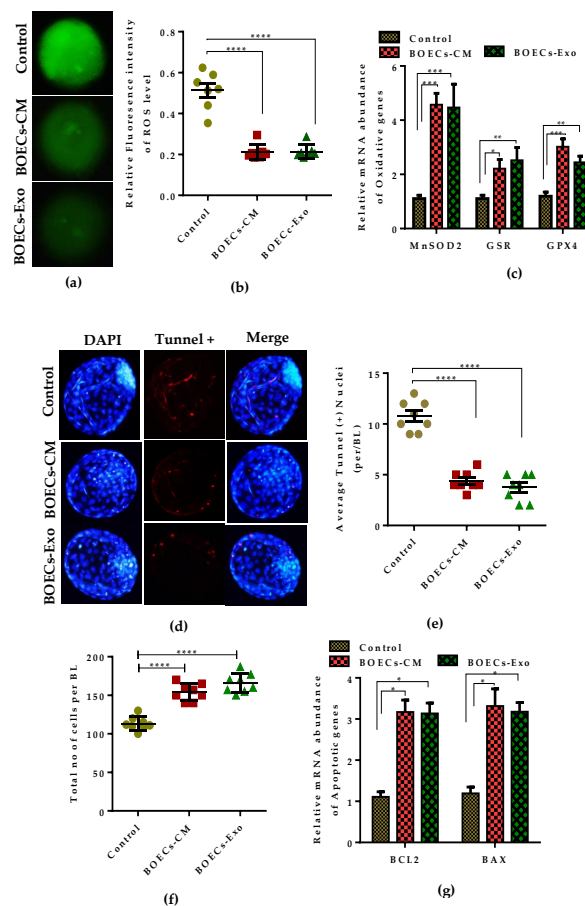 Control
BOECs-CM
BOECs-Exo
(a)
Relative Fluorescence intensity
of ROS level
0.8
0.6
0.4
0.2
0.0
****
****
Control
BOECs-CM
BOECc-Exo
(b)
Control
BOECs-CM
BOECs-Exo
Relative mRNA abundance
of Oxidative genes
6
4
2
0
***
***
**
*
**
***
MnSOD2
GSR
GPX4
(c)
DAPI
Tunnel +
Merge
Control
BOECs-CM
BOECs-Exo
(d)
Average Tunnel (+) Nuclei
(per/BL)
15
10
5
0
****
****
Control
BOECs-CM
BOECs-Exo
(e)
Total no of cells per BL
200
150
100
50
0
****
****
Control
BOECs-CM
BOECs-Exo
(f)
Control
BOECs-CM
BOECs-Exo
Relative mRNA abundance
of Apoptotic genes
4
3
1
0
*
*
*
*
BCL2
BAX
(g)